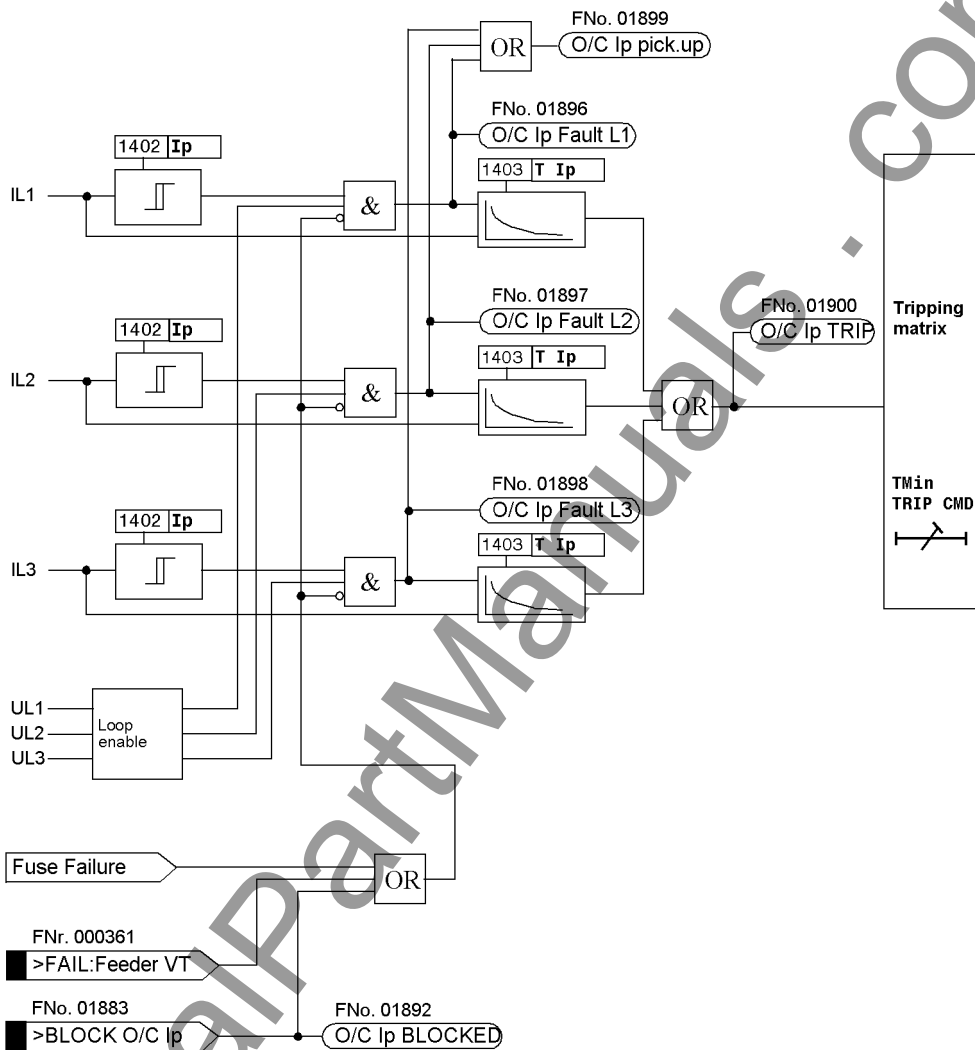 FNo. 01899
OR
O/C Ip pick.up
FNo. 01896
O/C Ip Fault L1
1402 Ip
1403 T Ip
IL1
&
FNo. 01897
O/C Ip Fault L2
FNo. 01900
O/C Ip TRIP
Tripping
matrix
1402 Ip
1403 T Ip
IL2
&
OR
FNo. 01898
O/C Ip Fault L3
TMin
TRIP CMD
1402 Ip
1403 T Ip
IL3
&
UL1
UL2
UL3
Loop
enable
Fuse Failure
OR
FNr. 000361
>FAIL:Feeder VT
FNo. 01883
>BLOCK O/C Ip
FNo. 01892
O/C Ip BLOCKED
alPartManuals . co